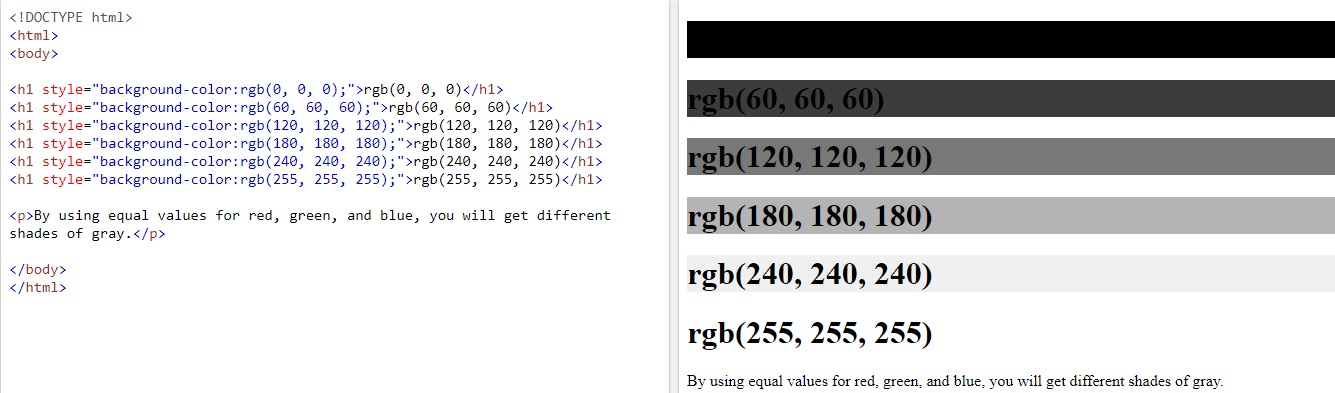 <!DOCTYPE html>
<html>
<body>
<h1 style="background-color:rgb(0, 0, 0);">rgb(0, 0, 0)</h1>
<h1 style="background-color:rgb(60, 60, 60);">rgb(60, 60, 60)</h1>
<h1 style="background-color:rgb(120, 120, 120);">rgb(120, 120, 120)</h1>
<h1 style="background-color:rgb(180, 180, 180);">rgb(180, 180, 180)</h1>
<h1 style="background-color:rgb(240, 240, 240);">rgb(240, 240, 240)</h1>
<h1 style="background-color:rgb(255, 255, 255);">rgb(255, 255, 255)</h1>
<p>By using equal values for red, green, and blue, you will get different
shades of gray.</p>
</body>
</html>
rgb(60, 60, 60)
rgb(120, 120, 120)
rgb(180, 180, 180)
rgb(240, 240, 240)
rgb(255, 255, 255)
By using equal values for red, green, and blue, you will get different shades of gray.